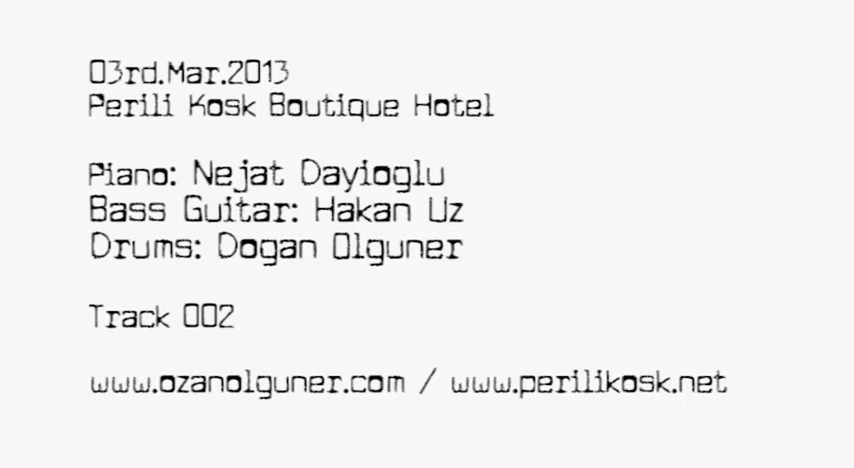 03rd.Mar.2013
Perili Kosk Boutique Hotel
Piano: Nejat Dayioglu
Bass Guitar: Hakan Uz
Drums: Dogan Olguner
Track 002
www.ozanolguner.com / www.perilikosk.net